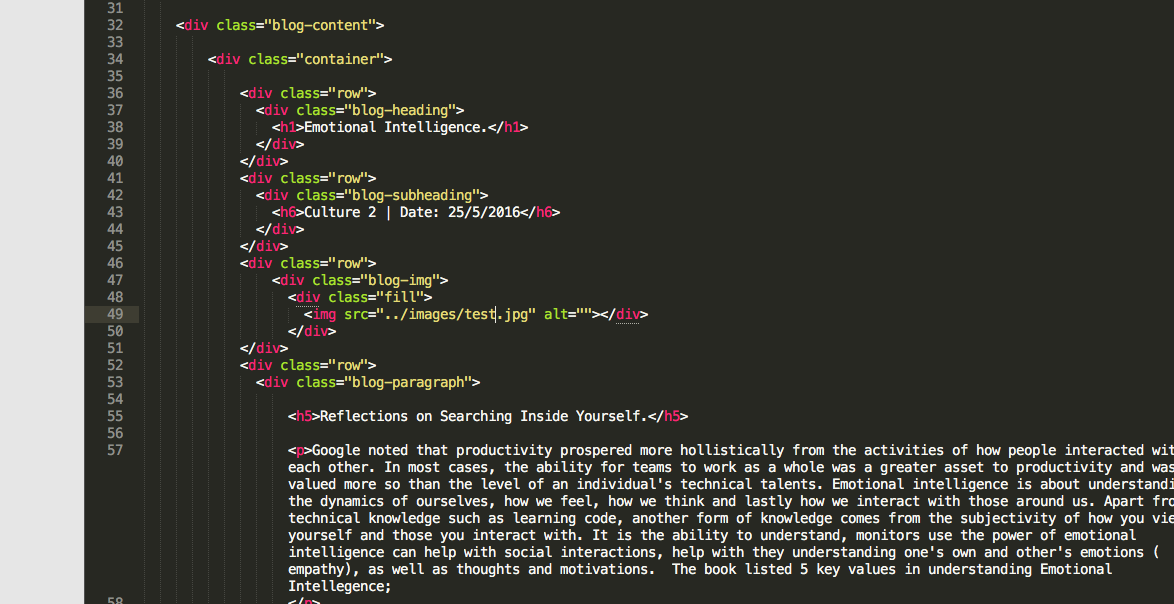 31
32 <div class="blog-content">
33
34 <div class="container">
35
36 <div class="row">
37 <div class="blog-heading">
38 <h1>Emotional Intelligence.</h1>
39 </div>
40 </div>
41 <div class="row">
42 <div class="blog-subheading">
43 <h6>Culture 2 | Date: 25/5/2016</h6>
44 </div>
45 </div>
46 <div class="row">
47 <div class="blog-img">
48 <div class="fill">
49 <img src="../images/test.jpg" alt=""></div>
50 </div>
51 </div>
52 <div class="row">
53 <div class="blog-paragraph">
54
55 <h5>Reflections on Searching Inside Yourself.</h5>
56
57 <p>Google noted that productivity prospered more hollistically from the activities of how people interacted wit
each other. In most cases, the ability for teams to work as a whole was a greater asset to productivity and was
valued more so than the level of an individual's technical talents. Emotional intelligence is about understandi
the dynamics of ourselves, how we feel, how we think and lastly how we interact with those around us. Apart fro
technical knowledge such as learning code, another form of knowledge comes from the subjectivity of how you vie
yourself and those you interact with. It is the ability to understand, monitors use the power of emotional
intelligence can help with social interactions, help with they understanding one's own and other's emotions (
empathy), as well as thoughts and motivations.  The book listed 5 key values in understanding Emotional
Intellegence;
58 </p>